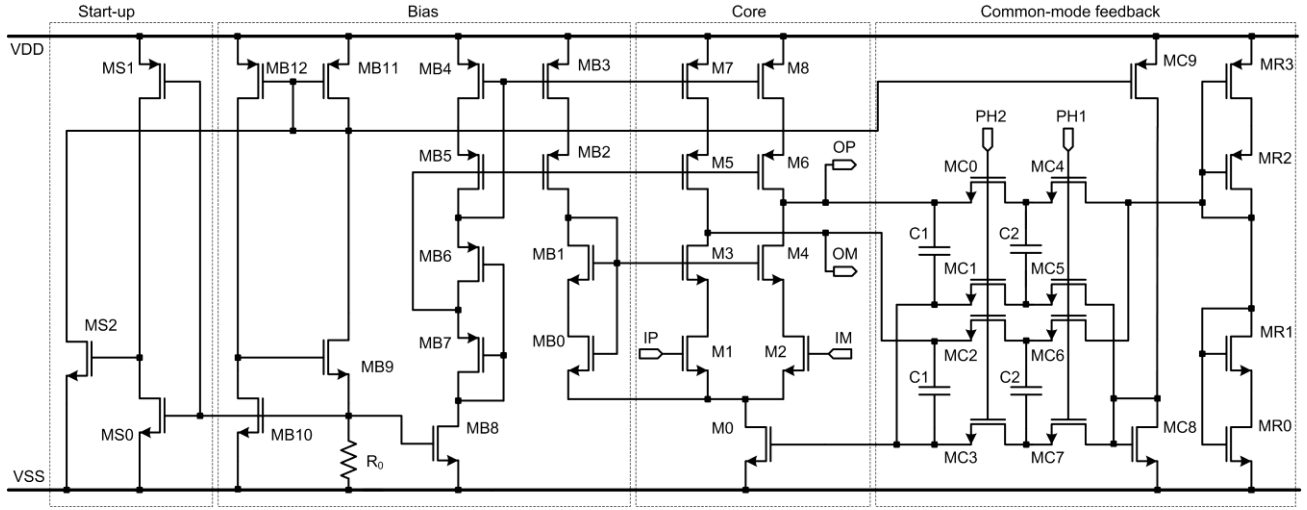 Start-up Bias Core Common-mode feedback
VDD
MS1 MB12 MB11 MB4 MB3 M7 M8 MC9 MR3
PH2 PH1
MB5 MB2 M5 M6 OP MC0 MC4 MR2
C1 C2
MB6 MB1 M3 M4 OM MC1 MC5
MS2 MB7 MB0 IP M1 M2 IM MC2 MC6 MR1
MB9
C1 C2
MS0 MB10 MB8 M0 MC8 MR0
R0 MC3 MC7
VSS